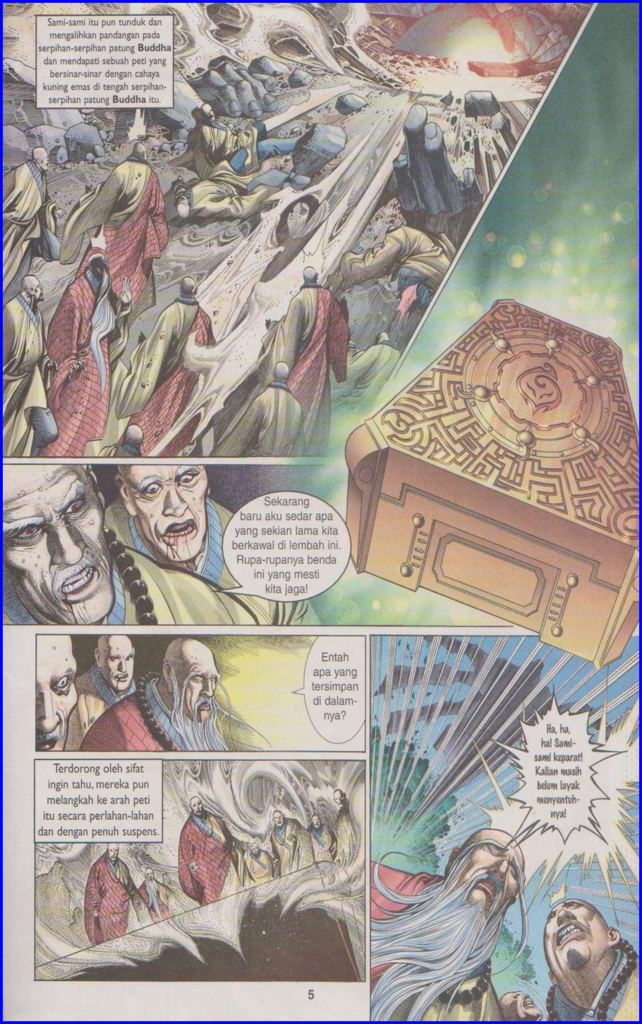 Sami-sami itu pun tunduk dan
mengalihkan pandangan pada
serpihan-serpihan patung Buddha
dan mendapati sebuah peti yang
bersinar-sinar dengan cahaya
kuning emas di tengah serpihan-
serpihan patung Buddha itu.
Sekarang
baru aku sedar apa
yang sekian lama kita
berkawal di lembah ini.
Rupa-rupanya benda
ini yang mesti
kita jaga!
Entah
apa yang
tersimpan
di dalam-
nya?
Terdorong oleh sifat
ingin tahu, mereka pun
melangkah ke arah peti
itu secara perlahan-lahan
dan dengan penuh suspens.
Ha, ha,
ha! Sami-
sami keparat!
Kalian masih
belum layak
menyentuh-
nya!
5